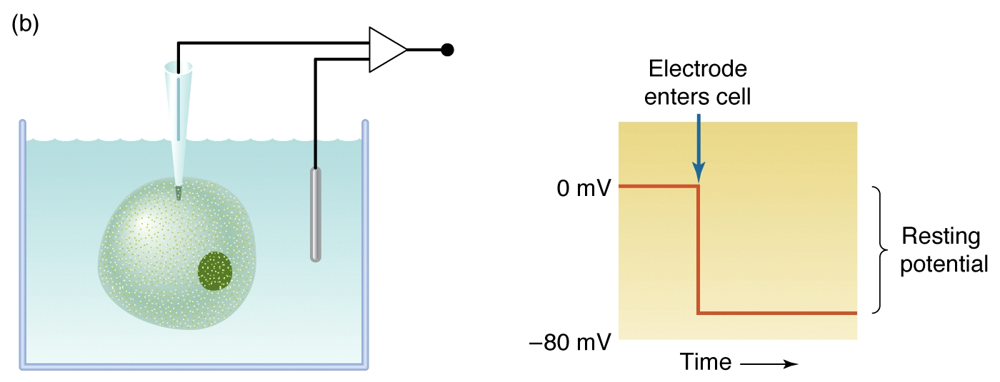 (b)
Electrode
enters cell
0 mV
Resting
potential
−80 mV
Time